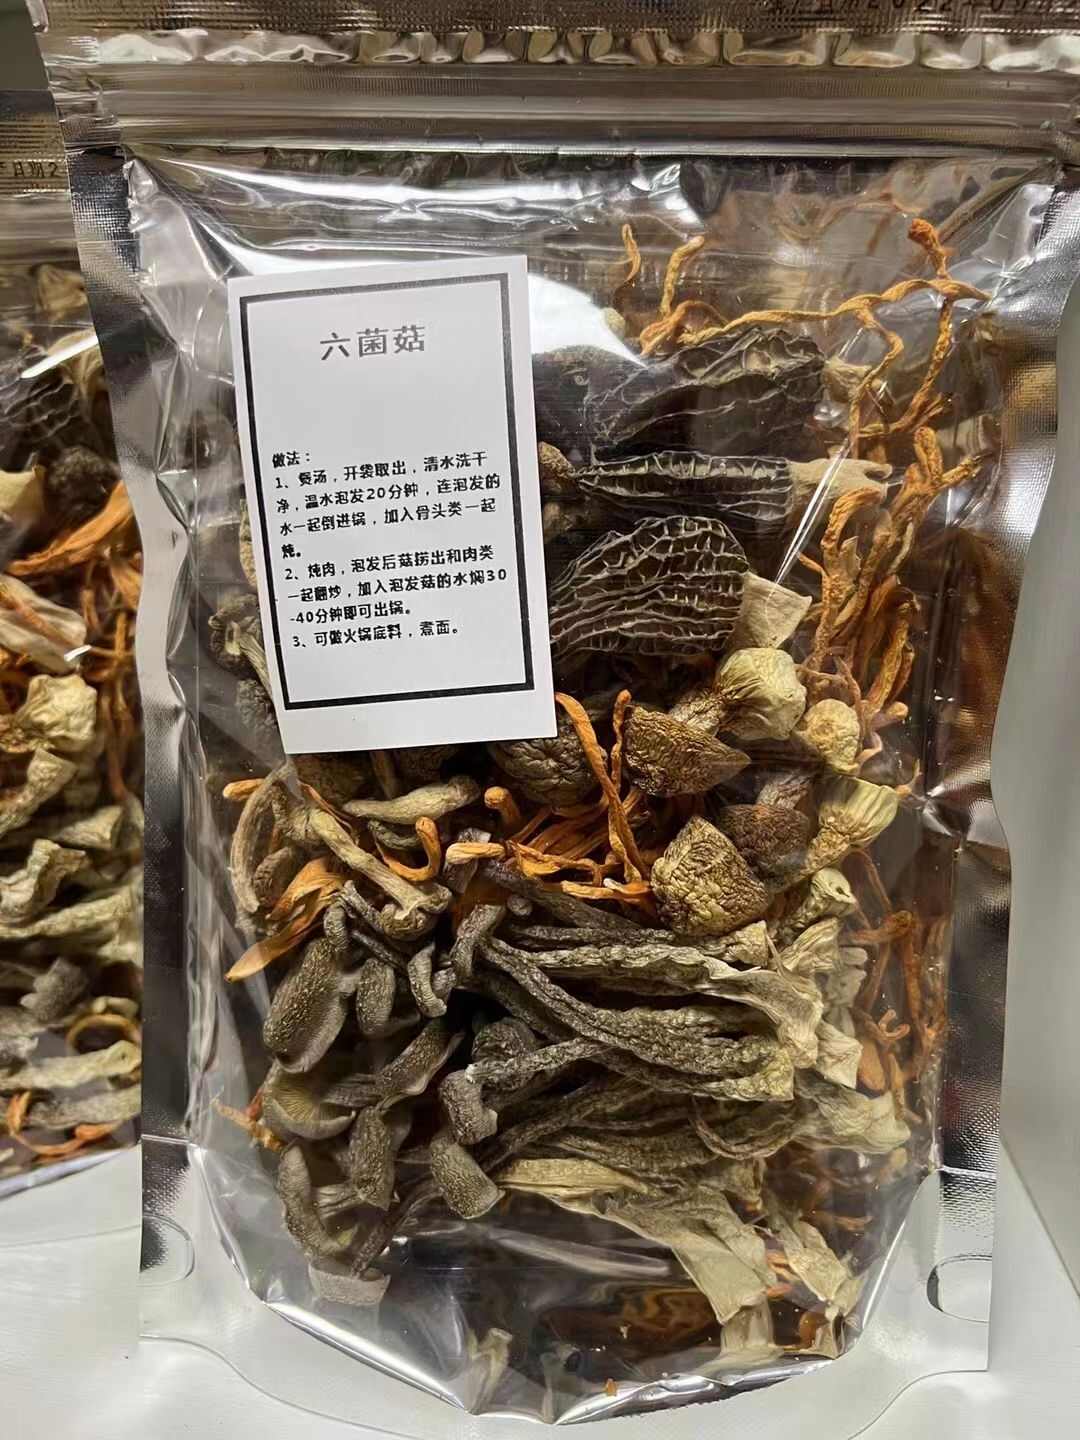 六菌菇
做法：
1、煲汤，开袋取出，清水洗干
净，温水泡发20分钟，连泡发的
水一起倒进锅，加入骨头类一起
炖。
2、炖肉，泡发后菇捞出和肉类
一起翻炒，加入泡发菇的水焖30
-40分钟即可出锅。
3、可做火锅底料，煮面。